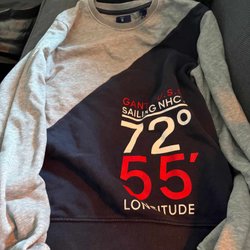 GANT U.S.
SAILING NHC
72°
55'
LONGITUDE